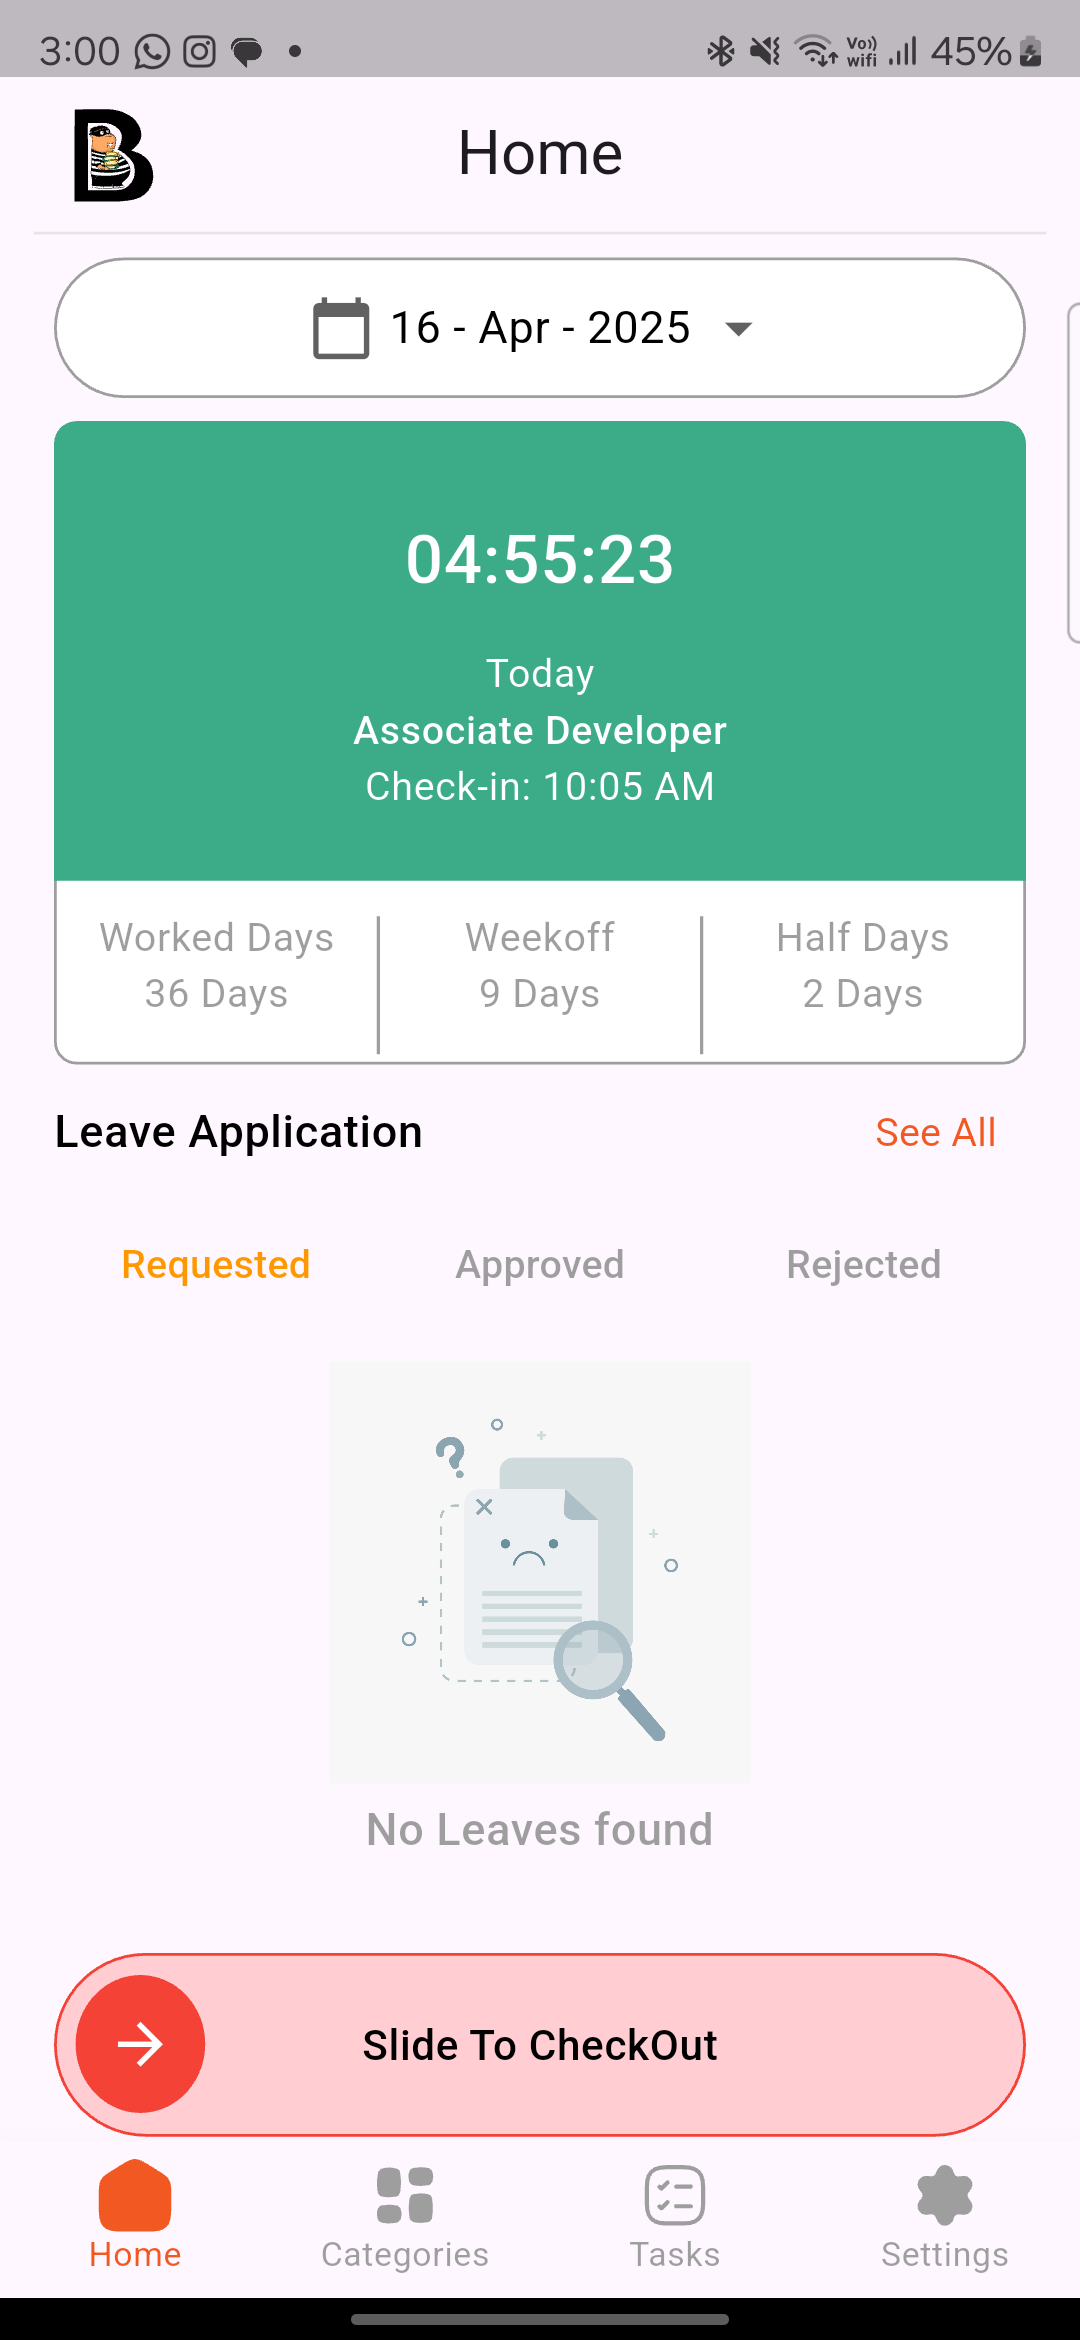 3:00
Vo))
wifi
45%
B
Home
16 - Apr - 2025
04:55:23
Today
Associate Developer
Check-in: 10:05 AM
Worked Days
36 Days
Weekoff
9 Days
Half Days
2 Days
Leave Application
See All
Requested
Approved
Rejected
?
No Leaves found
Slide To CheckOut
Home
Categories
Tasks
Settings